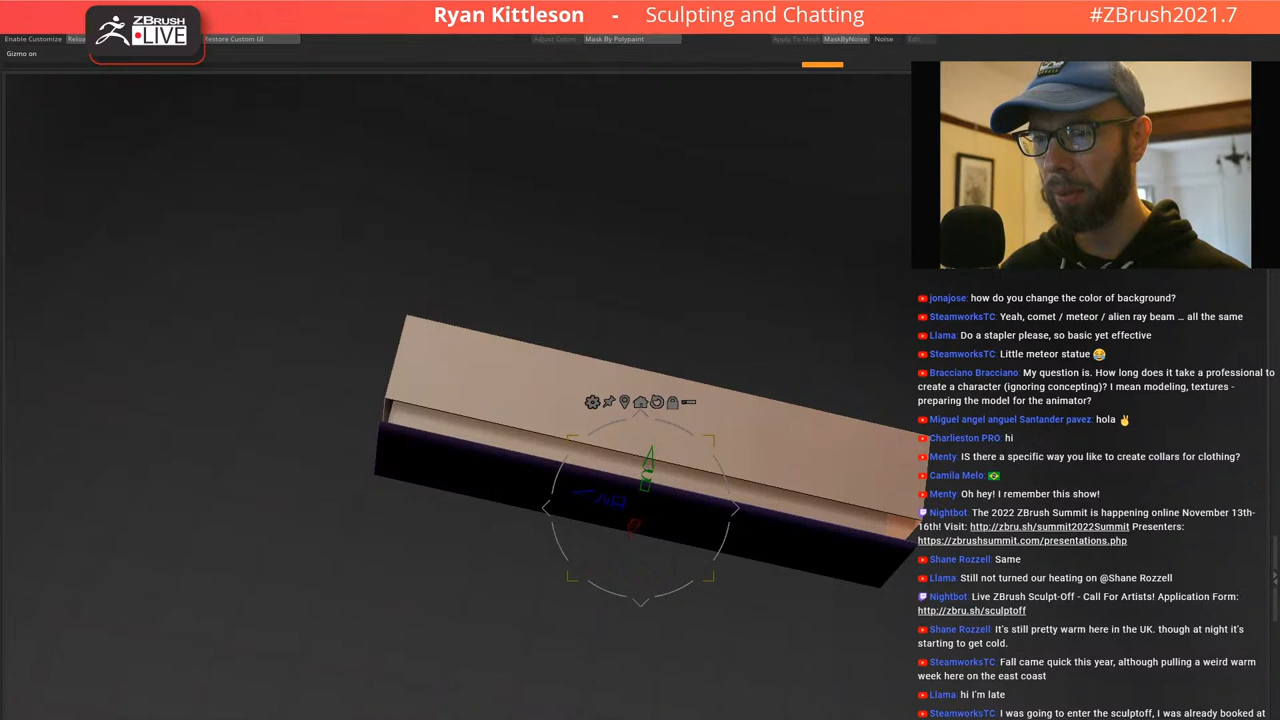 Ryan Kittleson - Sculpting and Chatting #ZBrush2021.7
ZBRUSH
LIVE
Enable Customize Reloa Restore Custom UI Adjust Colors Mask By Polypaint Apply To Mesh MaskByNoise Noise Edit
Gizmo on
jonajose: how do you change the color of background?
SteamworksTC: Yeah, comet / meteor / alien ray beam … all the same
Llama: Do a stapler please, so basic yet effective
SteamworksTC: Little meteor statue 😂
Bracciano Bracciano: My question is. How long does it take a professional to
create a character (ignoring concepting)? I mean modeling, textures -
preparing the model for the animator?
Miguel angel anguel Santander pavez: hola ✌
Charlieston PRO: hi
Menty: IS there a specific way you like to create collars for clothing?
Camila Melo: 🇧🇷
Menty: Oh hey! I remember this show!
Nightbot: The 2022 ZBrush Summit is happening online November 13th-
16th! Visit: http://zbru.sh/summit2022Summit Presenters:
https://zbrushsummit.com/presentations.php
Shane Rozzell: Same
Llama: Still not turned our heating on @Shane Rozzell
Nightbot: Live ZBrush Sculpt-Off - Call For Artists! Application Form:
http://zbru.sh/sculptoff
Shane Rozzell: It's still pretty warm here in the UK. though at night it's
starting to get cold.
SteamworksTC: Fall came quick this year, although pulling a weird warm
week here on the east coast
Llama: hi I'm late
SteamworksTC: I was going to enter the sculptoff, I was already booked at